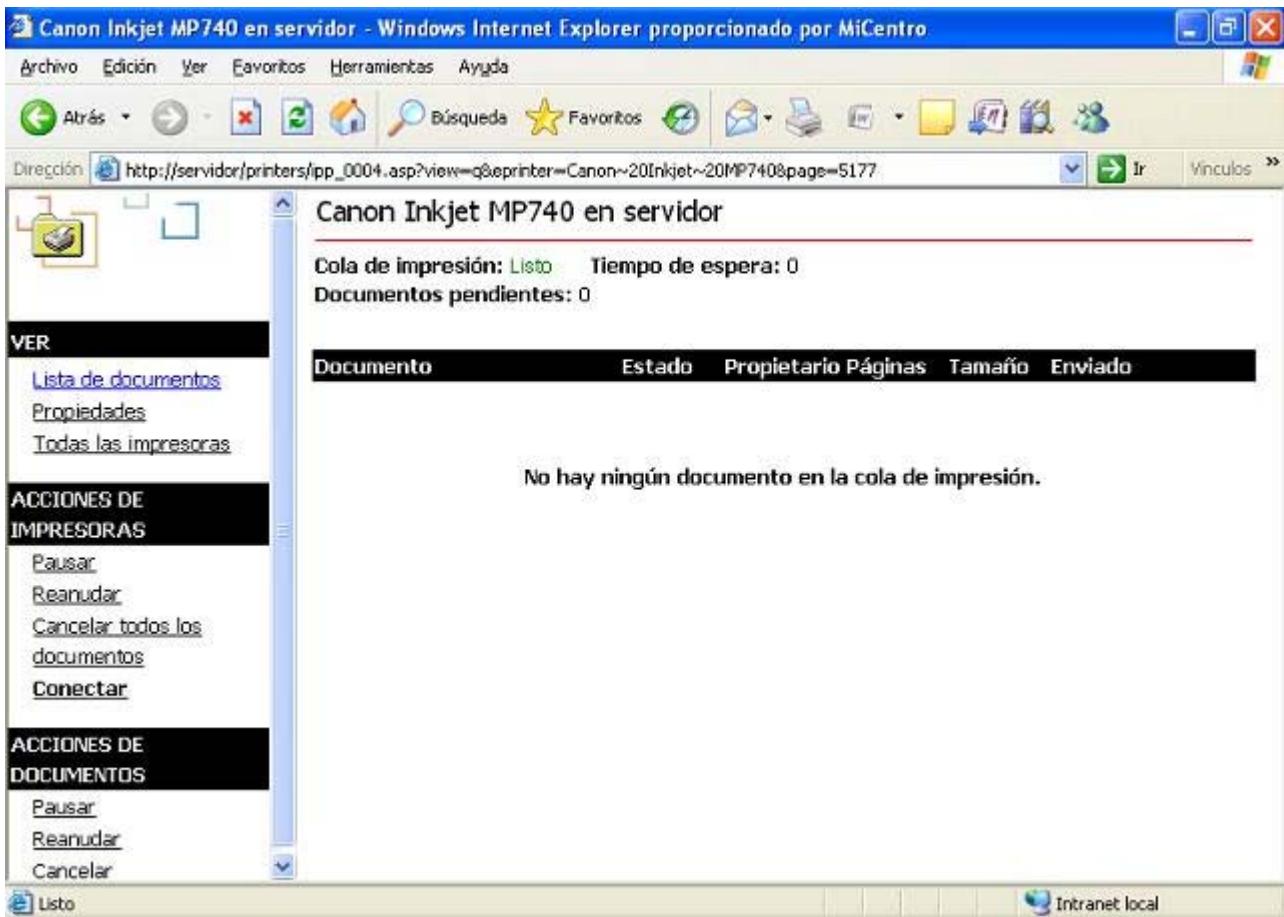 Canon Inkjet MP740 en servidor - Windows Internet Explorer proporcionado por MiCentro
Archivo Edición Ver Favoritos Herramientas Ayuda
Atrás Búsqueda Favoritos
Dirección http://servidor/printers/ipp_0004.asp?view=q&eprinter=Canon~20Inkjet~20MP740&page=5177 Ir Vínculos »
Canon Inkjet MP740 en servidor
Cola de impresión: Listo Tiempo de espera: 0
Documentos pendientes: 0
VER
Lista de documentos
Propiedades
Todas las impresoras
Documento Estado Propietario Páginas Tamaño Enviado
No hay ningún documento en la cola de impresión.
ACCIONES DE
IMPRESORAS
Pausar
Reanudar
Cancelar todos los
documentos
Conectar
ACCIONES DE
DOCUMENTOS
Pausar
Reanudar
Cancelar
Listo Intranet local